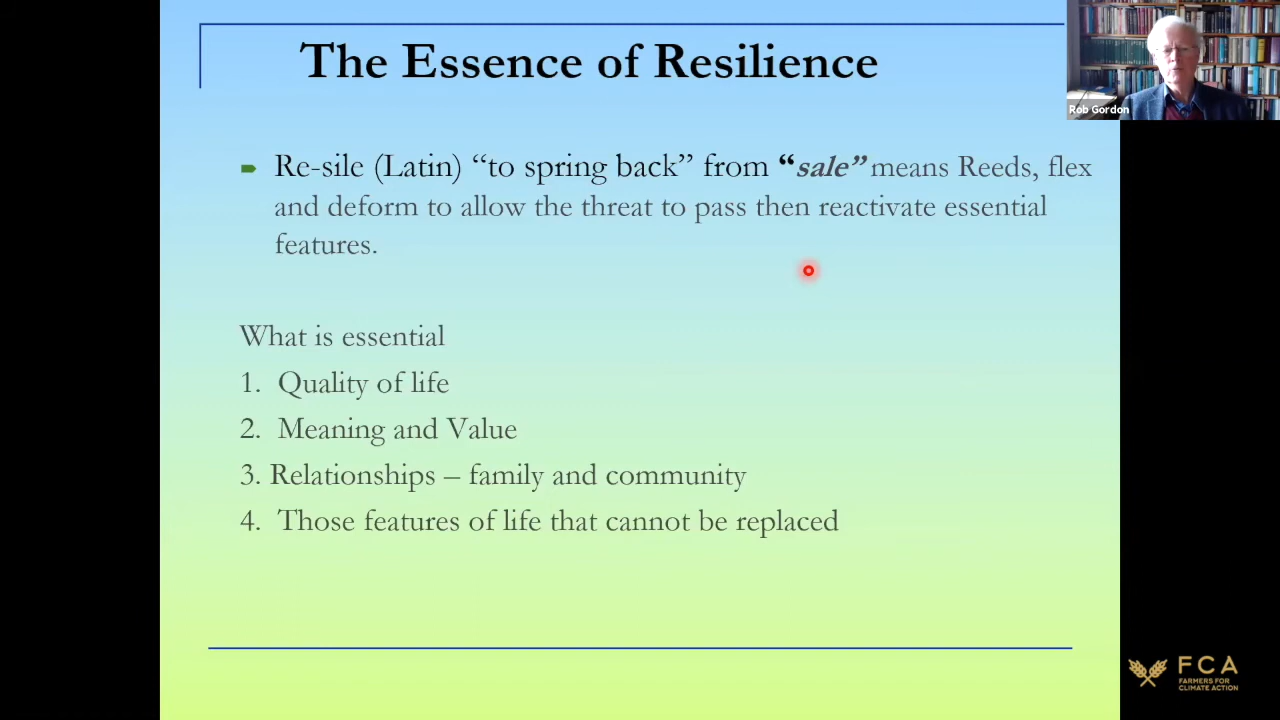 The Essence of Resilience
Rob Gordon
Re-sile (Latin) “to spring back” from “sale” means Reeds, flex
and deform to allow the threat to pass then reactivate essential
features.
What is essential
1. Quality of life
2. Meaning and Value
3. Relationships – family and community
4. Those features of life that cannot be replaced
FCA
FARMERS FOR
CLIMATE ACTION